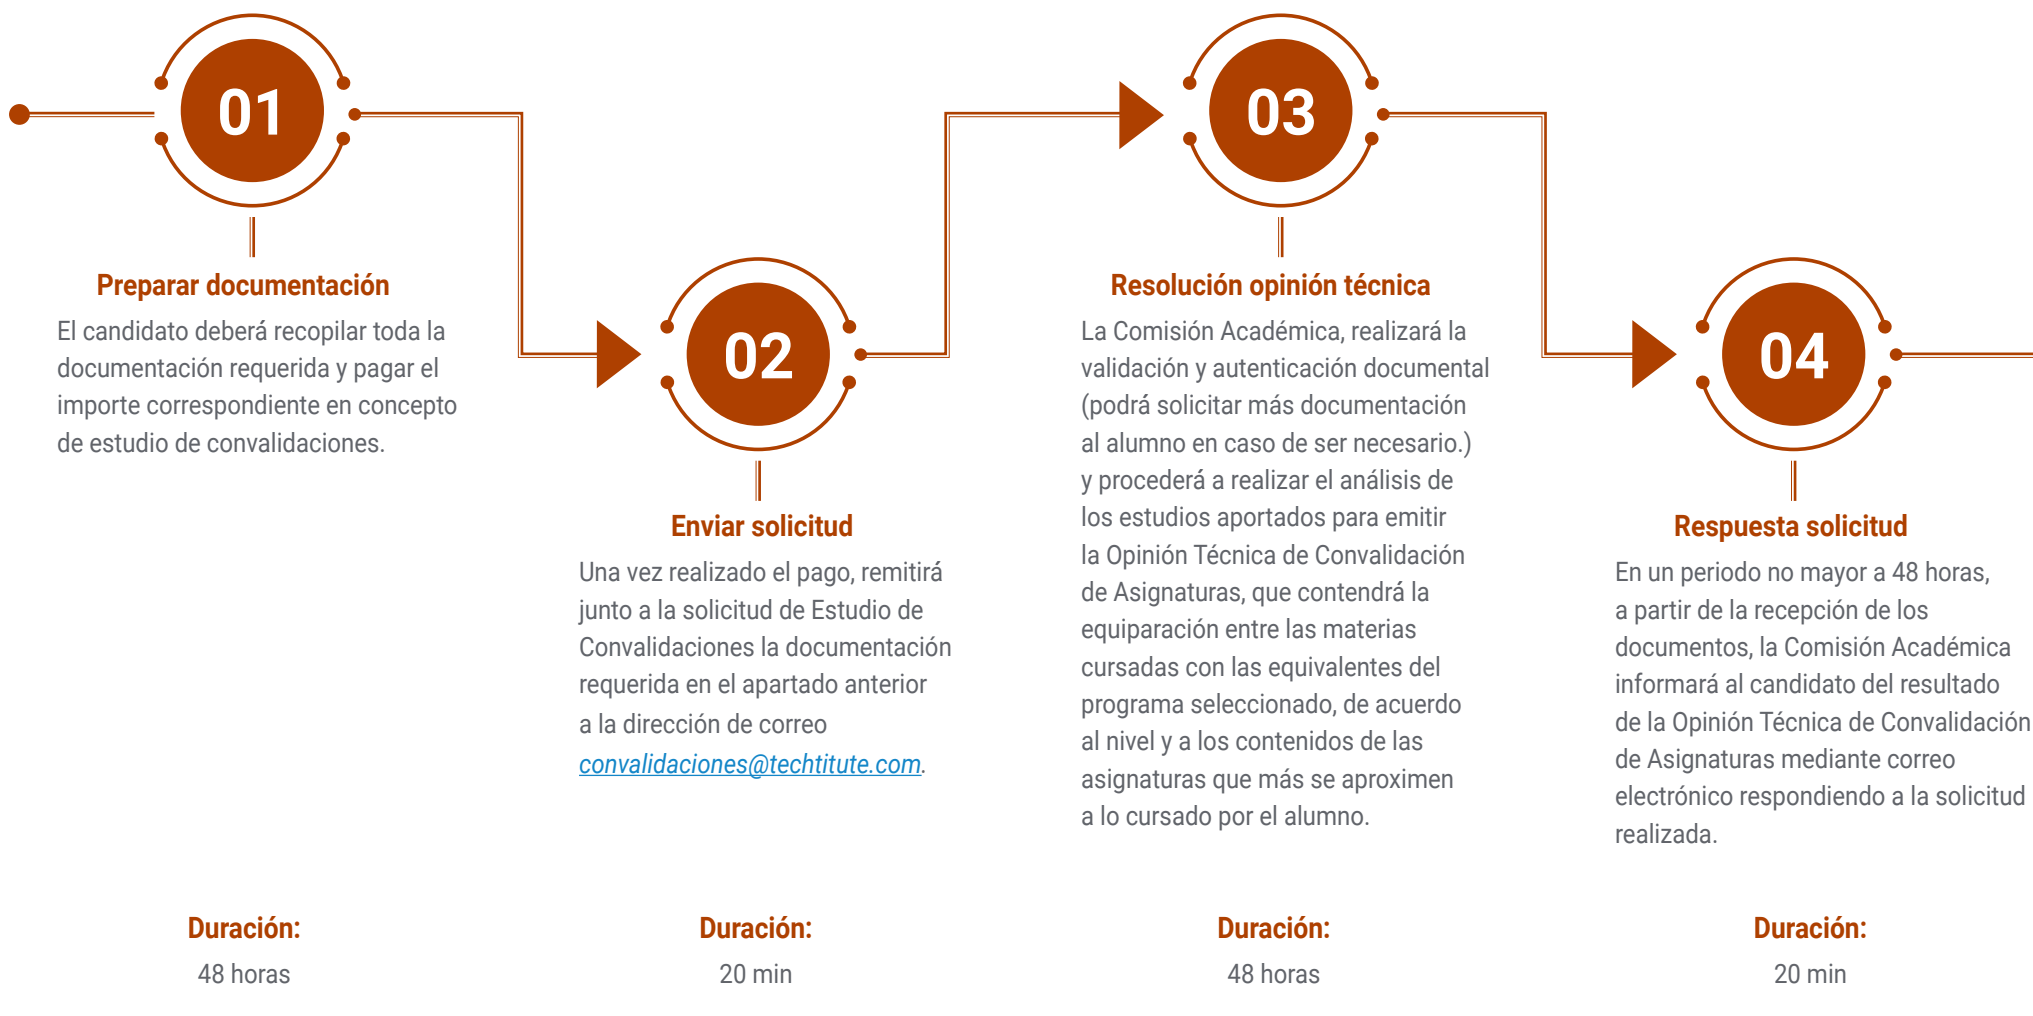 01
Preparar documentación
El candidato deberá recopilar toda la
documentación requerida y pagar el
importe correspondiente en concepto
de estudio de convalidaciones.
Duración:
48 horas
02
Enviar solicitud
Una vez realizado el pago, remitirá
junto a la solicitud de Estudio de
Convalidaciones la documentación
requerida en el apartado anterior
a la dirección de correo
convalidaciones@techtitute.com.
Duración:
20 min
03
Resolución opinión técnica
La Comisión Académica, realizará la
validación y autenticación documental
(podrá solicitar más documentación
al alumno en caso de ser necesario.)
y procederá a realizar el análisis de
los estudios aportados para emitir
la Opinión Técnica de Convalidación
de Asignaturas, que contendrá la
equiparación entre las materias
cursadas con las equivalentes del
programa seleccionado, de acuerdo
al nivel y a los contenidos de las
asignaturas que más se aproximen
a lo cursado por el alumno.
Duración:
48 horas
04
Respuesta solicitud
En un periodo no mayor a 48 horas,
a partir de la recepción de los
documentos, la Comisión Académica
informará al candidato del resultado
de la Opinión Técnica de Convalidación
de Asignaturas mediante correo
electrónico respondiendo a la solicitud
realizada.
Duración:
20 min